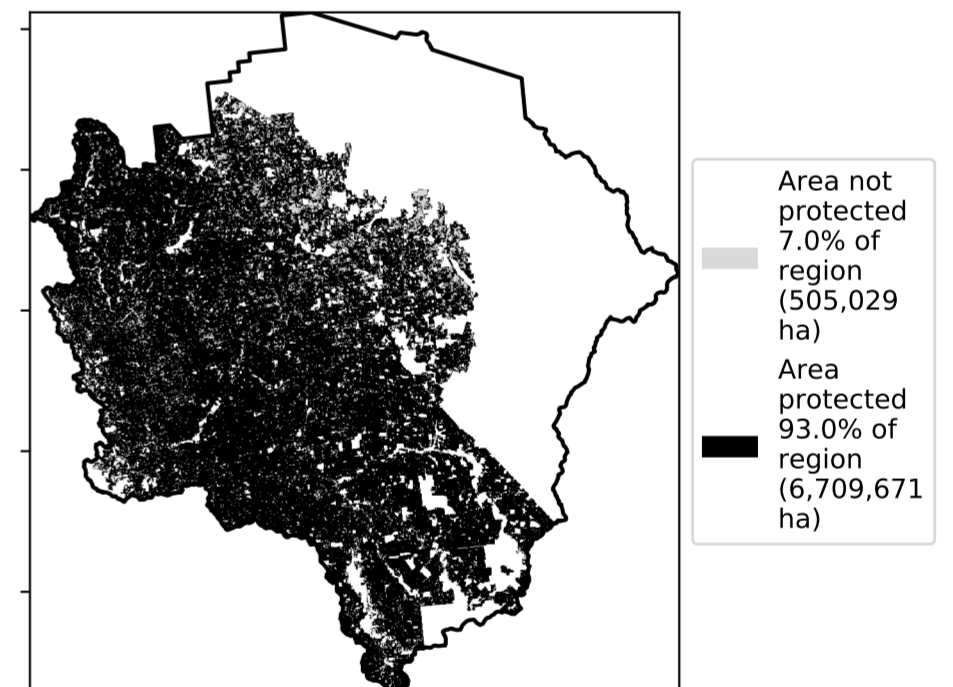 Area not
protected
7.0% of
region
(505,029
ha)
Area
protected
93.0% of
region
(6,709,671
ha)